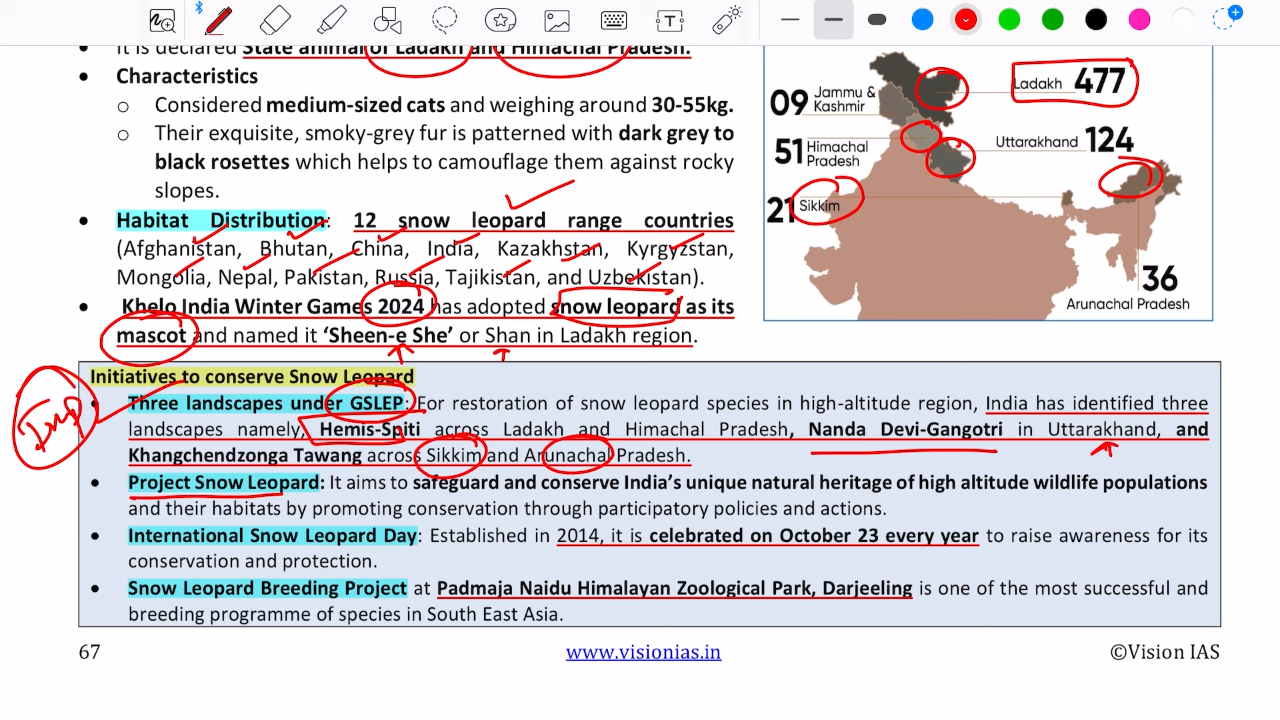 It is declared State animal of Ladakh and Himachal Pradesh.
• Characteristics
o Considered medium-sized cats and weighing around 30-55kg.
o Their exquisite, smoky-grey fur is patterned with dark grey to
black rosettes which helps to camouflage them against rocky
slopes.
• Habitat Distribution: 12 snow leopard range countries
(Afghanistan, Bhutan, China, India, Kazakhstan, Kyrgyzstan,
Mongolia, Nepal, Pakistan, Russia, Tajikistan, and Uzbekistan).
• Khelo India Winter Games 2024 has adopted snow leopard as its
mascot and named it ‘Sheen-e She’ or Shan in Ladakh region.
Ladakh 477
09 Jammu &
Kashmir
Uttarakhand 124
51 Himachal
Pradesh
21 Sikkim
36
Arunachal Pradesh
Imp
Initiatives to conserve Snow Leopard
• Three landscapes under GSLEP: For restoration of snow leopard species in high-altitude region, India has identified three
landscapes namely, Hemis-Spiti across Ladakh and Himachal Pradesh, Nanda Devi-Gangotri in Uttarakhand, and
Khangchendzonga Tawang across Sikkim and Arunachal Pradesh.
• Project Snow Leopard: It aims to safeguard and conserve India’s unique natural heritage of high altitude wildlife populations
and their habitats by promoting conservation through participatory policies and actions.
• International Snow Leopard Day: Established in 2014, it is celebrated on October 23 every year to raise awareness for its
conservation and protection.
• Snow Leopard Breeding Project at Padmaja Naidu Himalayan Zoological Park, Darjeeling is one of the most successful and
breeding programme of species in South East Asia.
67 www.visionias.in ©Vision IAS